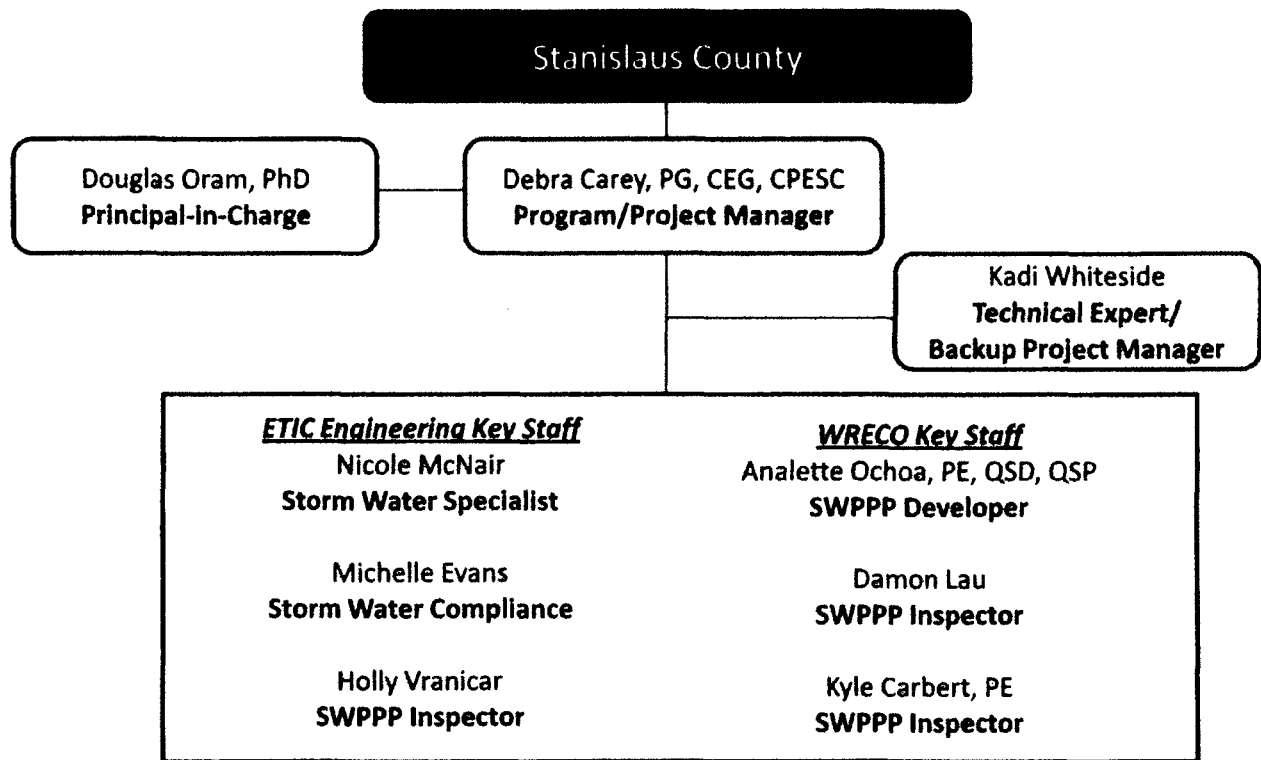 Stanislaus County
Douglas Oram, PhD
Principal-in-Charge
Debra Carey, PG, CEG, CPESC
Program/Project Manager
Kadi Whiteside
Technical Expert/
Backup Project Manager
ETIC Engineering Key Staff
Nicole McNair
Storm Water Specialist
Michelle Evans
Storm Water Compliance
Holly Vranicar
SWPPP Inspector
WRECO Key Staff
Analette Ochoa, PE, QSD, QSP
SWPPP Developer
Damon Lau
SWPPP Inspector
Kyle Carbert, PE
SWPPP Inspector